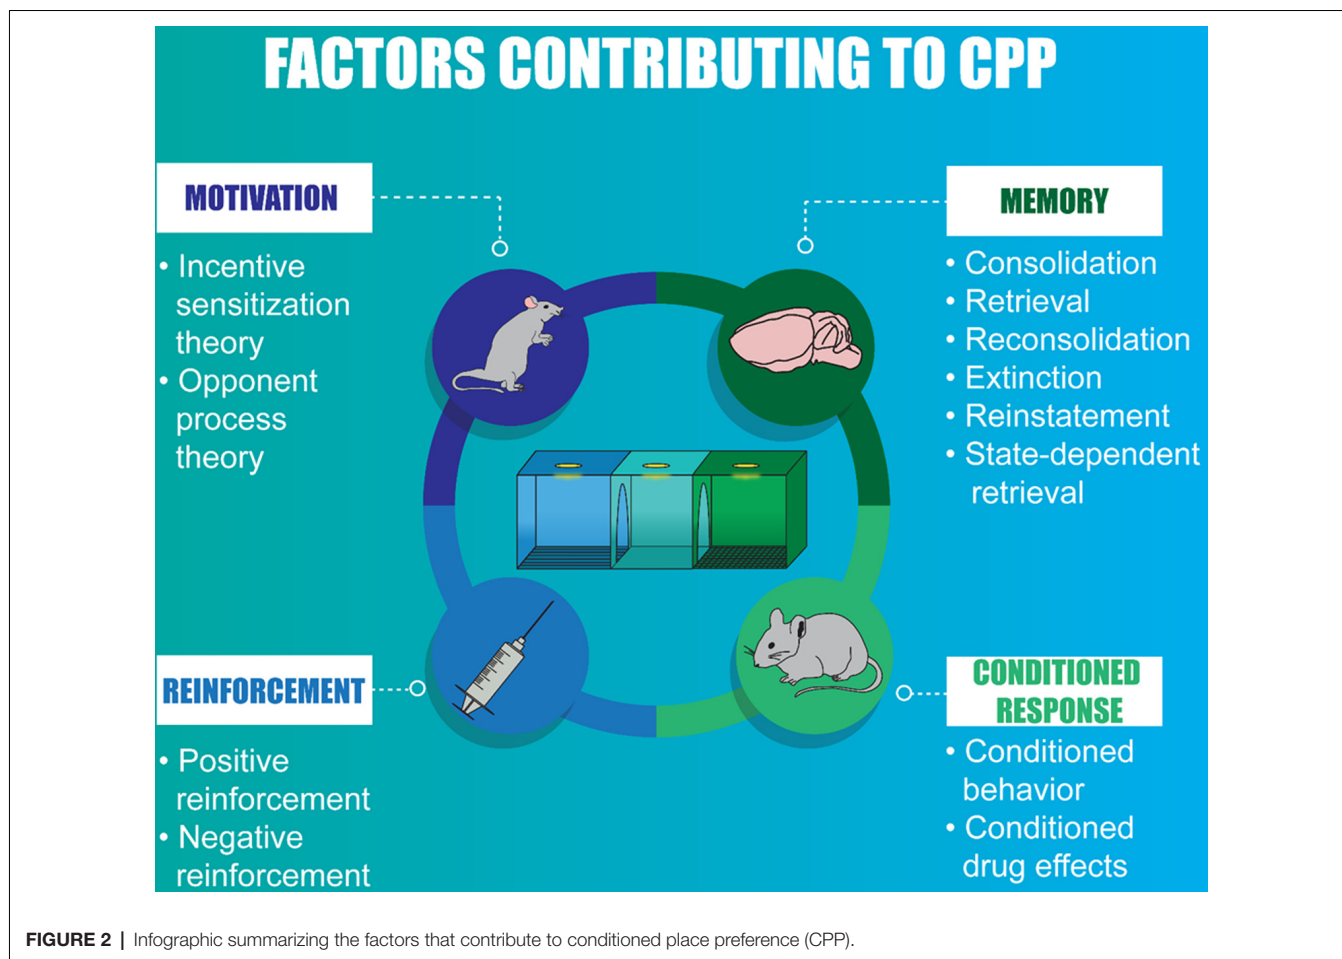 FACTORS CONTRIBUTING TO CPP
MOTIVATION
• Incentive
sensitization
theory
• Opponent
process
theory
MEMORY
• Consolidation
• Retrieval
• Reconsolidation
• Extinction
• Reinstatement
• State-dependent
retrieval
REINFORCEMENT
• Positive
reinforcement
• Negative
reinforcement
CONDITIONED
RESPONSE
• Conditioned
behavior
• Conditioned
drug effects
FIGURE 2 | Infographic summarizing the factors that contribute to conditioned place preference (CPP).